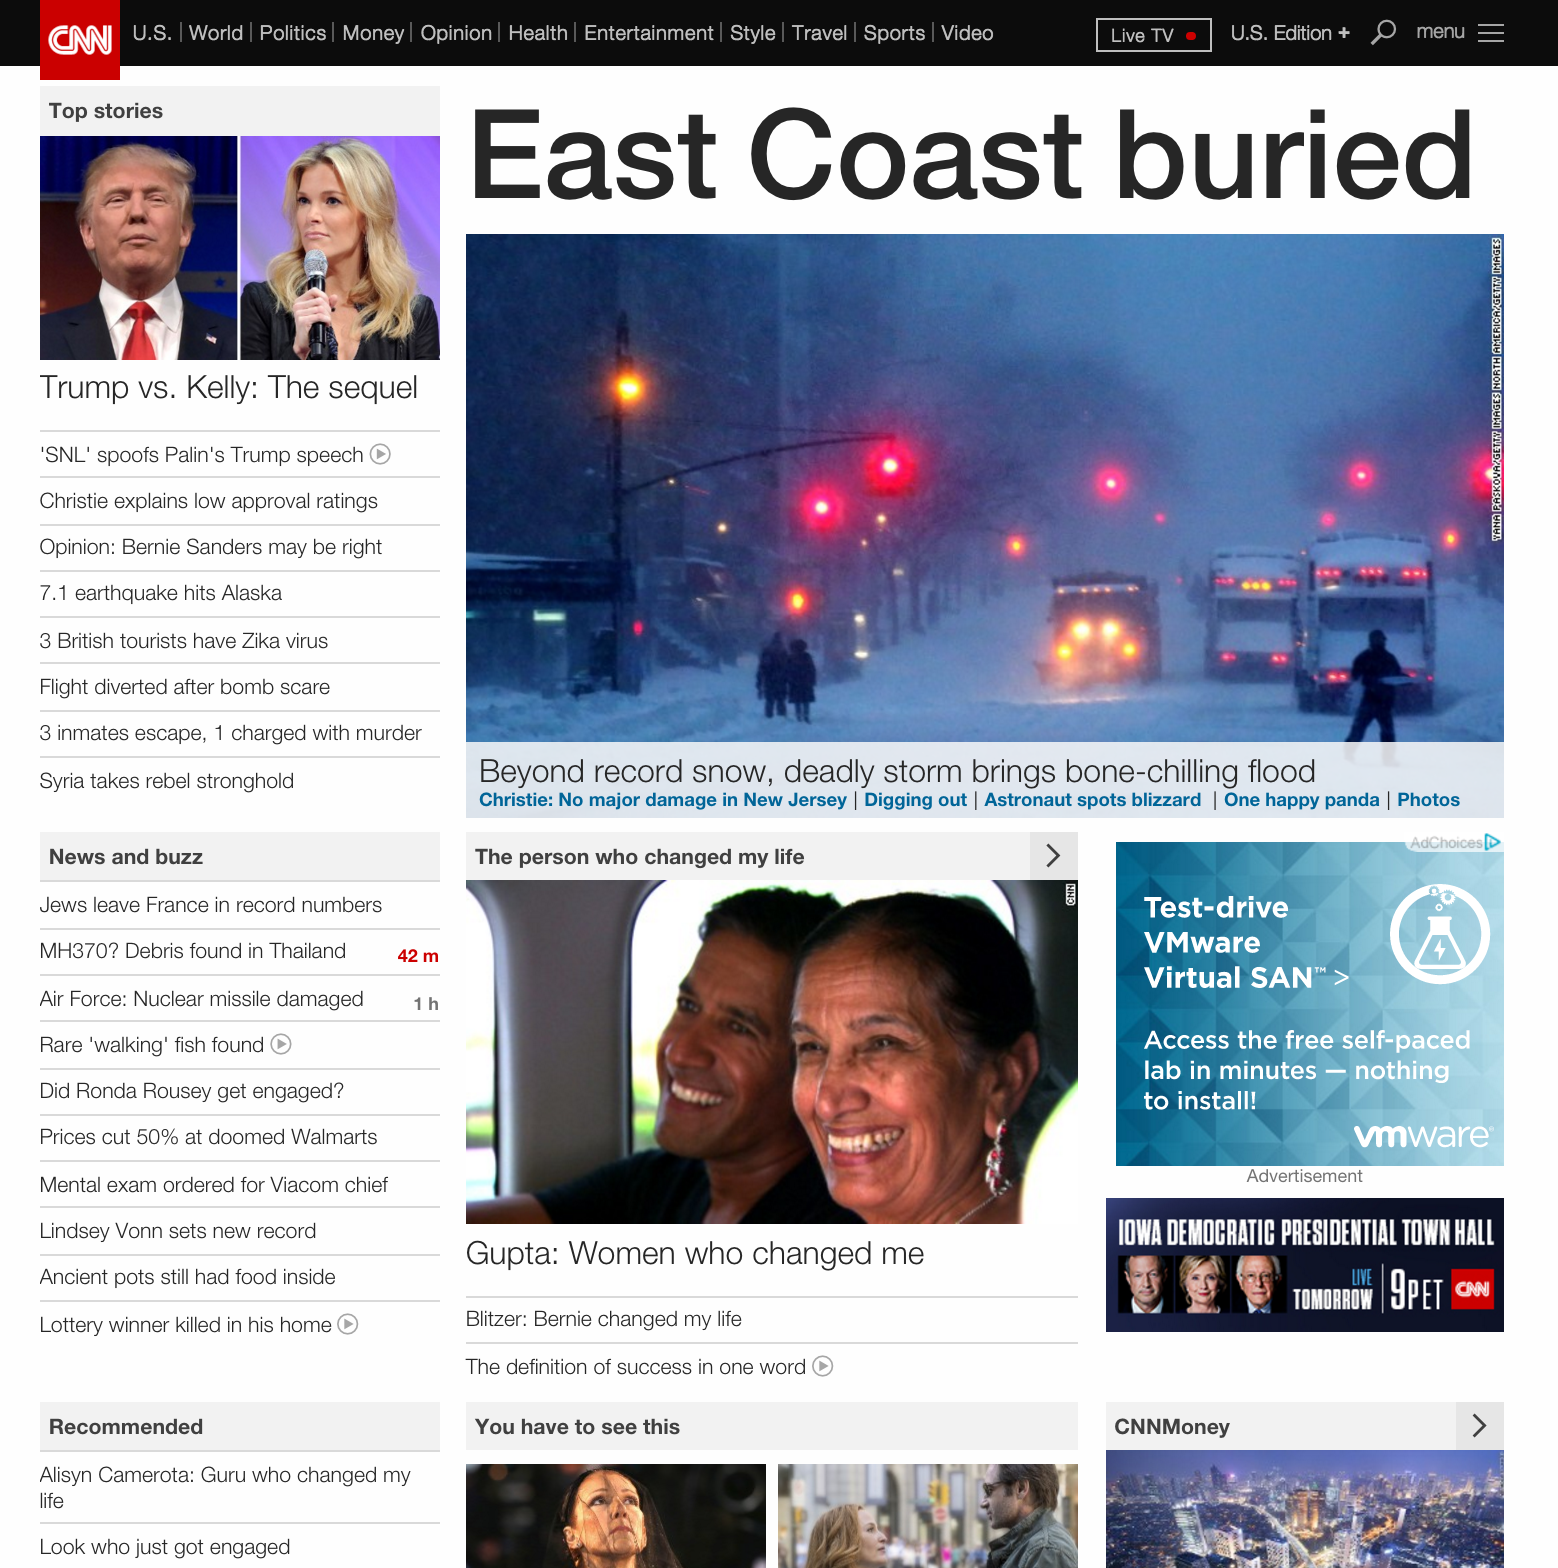 CNN
U.S. | World | Politics | Money | Opinion | Health | Entertainment | Style | Travel | Sports | Video
Live TV
U.S. Edition +
menu
Top stories
Trump vs. Kelly: The sequel
'SNL' spoofs Palin's Trump speech
Christie explains low approval ratings
Opinion: Bernie Sanders may be right
7.1 earthquake hits Alaska
3 British tourists have Zika virus
Flight diverted after bomb scare
3 inmates escape, 1 charged with murder
Syria takes rebel stronghold
East Coast buried
YANA PASKOVA/GETTY IMAGES NORTH AMERICA/GETTY IMAGES
Beyond record snow, deadly storm brings bone-chilling flood
Christie: No major damage in New Jersey | Digging out | Astronaut spots blizzard | One happy panda | Photos
News and buzz
Jews leave France in record numbers
MH370? Debris found in Thailand 42 m
Air Force: Nuclear missile damaged 1 h
Rare 'walking' fish found
Did Ronda Rousey get engaged?
Prices cut 50% at doomed Walmarts
Mental exam ordered for Viacom chief
Lindsey Vonn sets new record
Ancient pots still had food inside
Lottery winner killed in his home
The person who changed my life
CNN
Gupta: Women who changed me
Blitzer: Bernie changed my life
The definition of success in one word
AdChoices
Test-drive
VMware
Virtual SAN™ >
Access the free self-paced
lab in minutes — nothing
to install!
vmware®
Advertisement
IOWA DEMOCRATIC PRESIDENTIAL TOWN HALL
LIVE
TOMORROW
9PET
CNN
Recommended
Alisyn Camerota: Guru who changed my
life
Look who just got engaged
You have to see this
CNNMoney